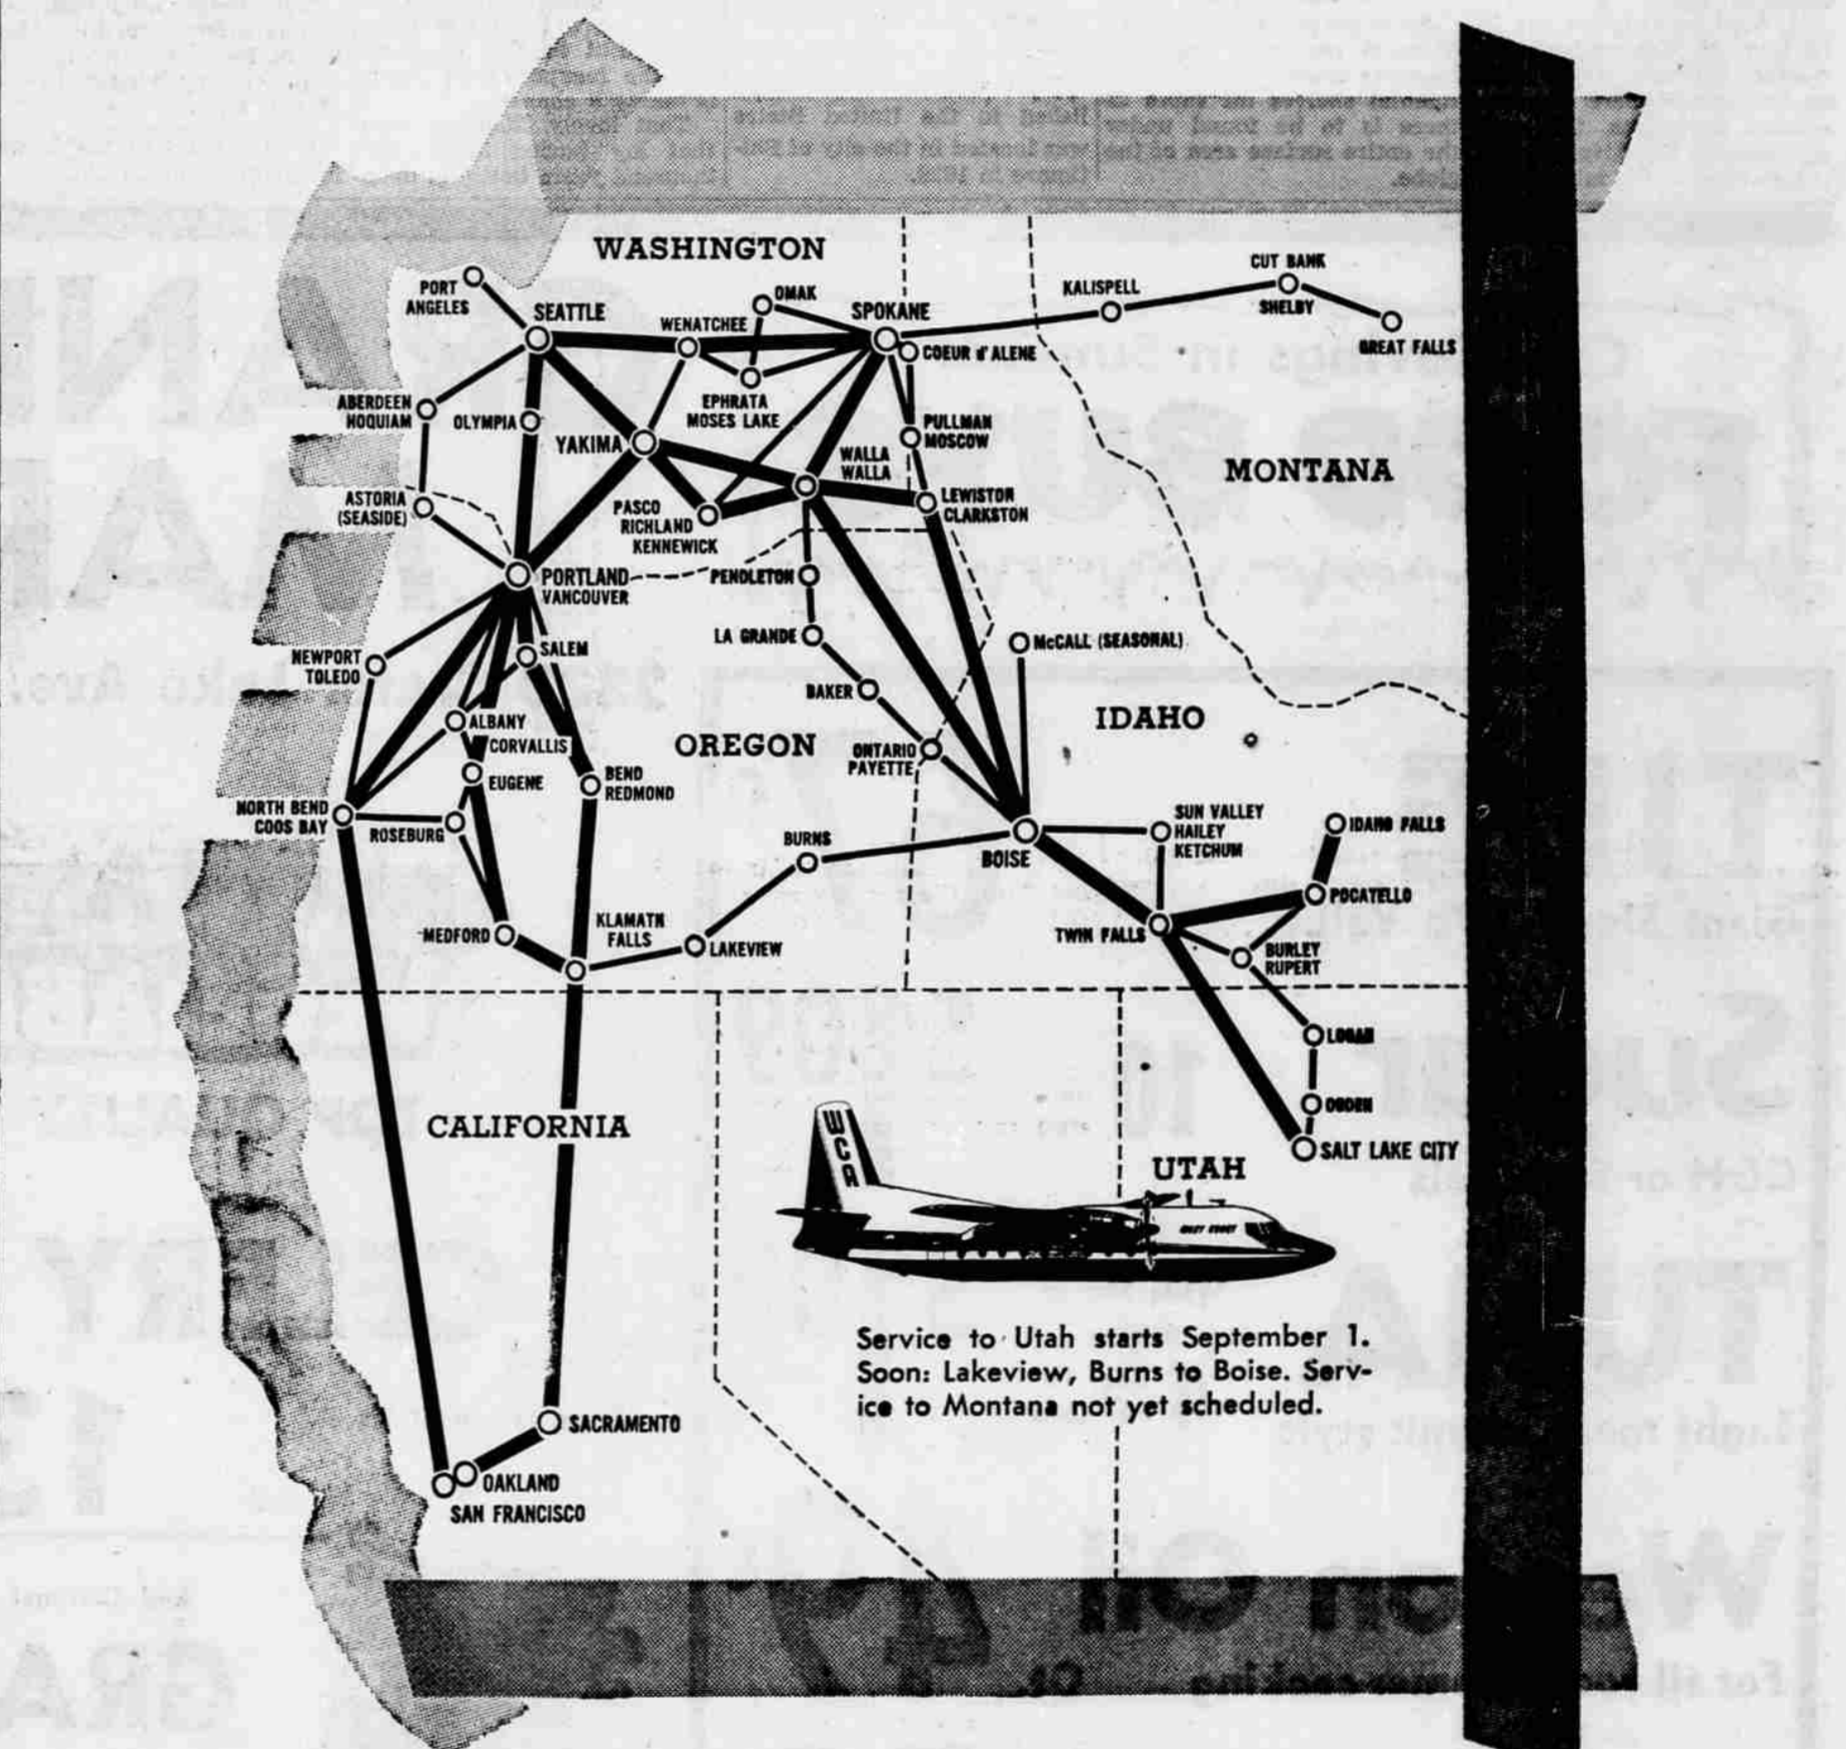 WASHINGTON
PORT
ANGELES
SEATTLE
WENATCHEE
OMAK
SPOKANE
KALISPELL
CUT BANK
SHELBY
GREAT FALLS
COEUR d'ALENE
ABERDEEN
HOQUIAM
OLYMPIA
EPHRATA
MOSES LAKE
PULLMAN
MOSCOW
YAKIMA
WALLA
WALLA
MONTANA
ASTORIA
(SEASIDE)
PASCO
RICHLAND
KENNEWICK
LEWISTON
CLARKSTON
PORTLAND
VANCOUVER
PENDLETON
LA GRANDE
McCALL (SEASONAL)
NEWPORT
TOLEDO
SALEM
BAKER
ALBANY
CORVALLIS
OREGON
IDAHO
ONTARIO
PAYETTE
EUGENE
BEND
REDMOND
NORTH BEND
COOS BAY
ROSEBURG
BURNS
BOISE
SUN VALLEY
HAILEY
KETCHUM
IDAHO FALLS
POCATELLO
MEDFORD
KLAMATH
FALLS
LAKEVIEW
TWIN FALLS
BURLEY
RUPERT
LOGAN
OGDEN
SALT LAKE CITY
CALIFORNIA
UTAH
WCA
WEST COAST
Service to Utah starts September 1.
Soon: Lakeview, Burns to Boise. Serv-
ice to Montana not yet scheduled.
SACRAMENTO
OAKLAND
SAN FRANCISCO